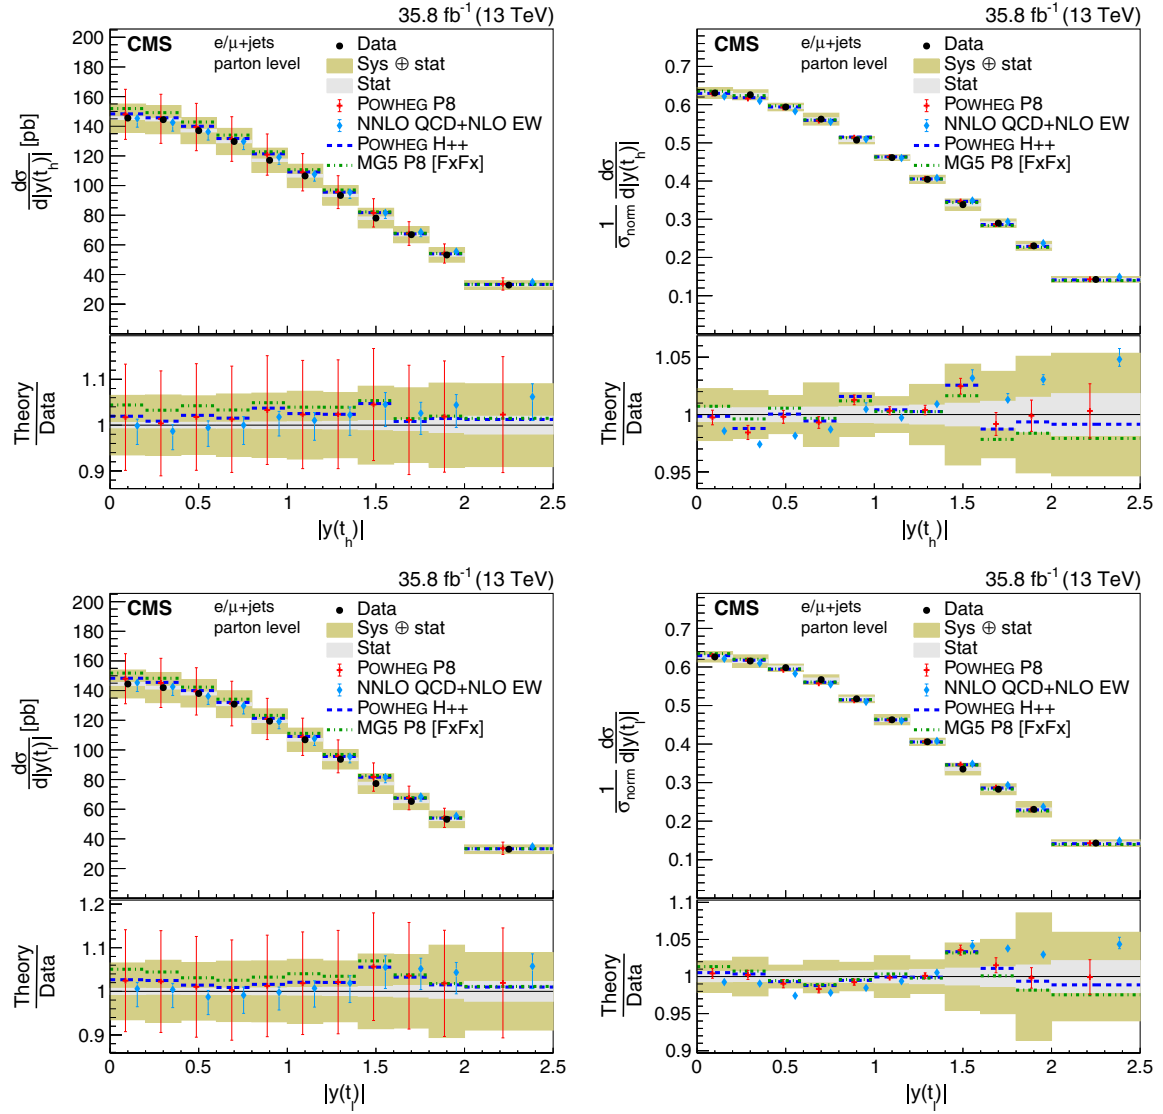 35.8 fb⁻¹ (13 TeV)
CMS
e/μ+jets
parton level
Data
Sys ⊕ stat
Stat
POWHEG P8
NNLO QCD+NLO EW
POWHEG H++
MG5 P8 [FxFx]
dσ/d|y(t_h)| [pb]
200
180
160
140
120
100
80
60
40
20
Theory/Data
1.1
1
0.9
0 0.5 1 1.5 2 2.5
|y(t_h)|
35.8 fb⁻¹ (13 TeV)
CMS
e/μ+jets
parton level
Data
Sys ⊕ stat
Stat
POWHEG P8
NNLO QCD+NLO EW
POWHEG H++
MG5 P8 [FxFx]
1/σ_norm dσ/d|y(t_h)|
0.7
0.6
0.5
0.4
0.3
0.2
0.1
Theory/Data
1.05
1
0.95
0 0.5 1 1.5 2 2.5
|y(t_h)|
35.8 fb⁻¹ (13 TeV)
CMS
e/μ+jets
parton level
Data
Sys ⊕ stat
Stat
POWHEG P8
NNLO QCD+NLO EW
POWHEG H++
MG5 P8 [FxFx]
dσ/d|y(t_l)| [pb]
200
180
160
140
120
100
80
60
40
20
Theory/Data
1.2
1.1
1
0.9
0 0.5 1 1.5 2 2.5
|y(t_l)|
35.8 fb⁻¹ (13 TeV)
CMS
e/μ+jets
parton level
Data
Sys ⊕ stat
Stat
POWHEG P8
NNLO QCD+NLO EW
POWHEG H++
MG5 P8 [FxFx]
1/σ_norm dσ/d|y(t_l)|
0.7
0.6
0.5
0.4
0.3
0.2
0.1
Theory/Data
1.1
1.05
1
0.95
0.9
0 0.5 1 1.5 2 2.5
|y(t_l)|